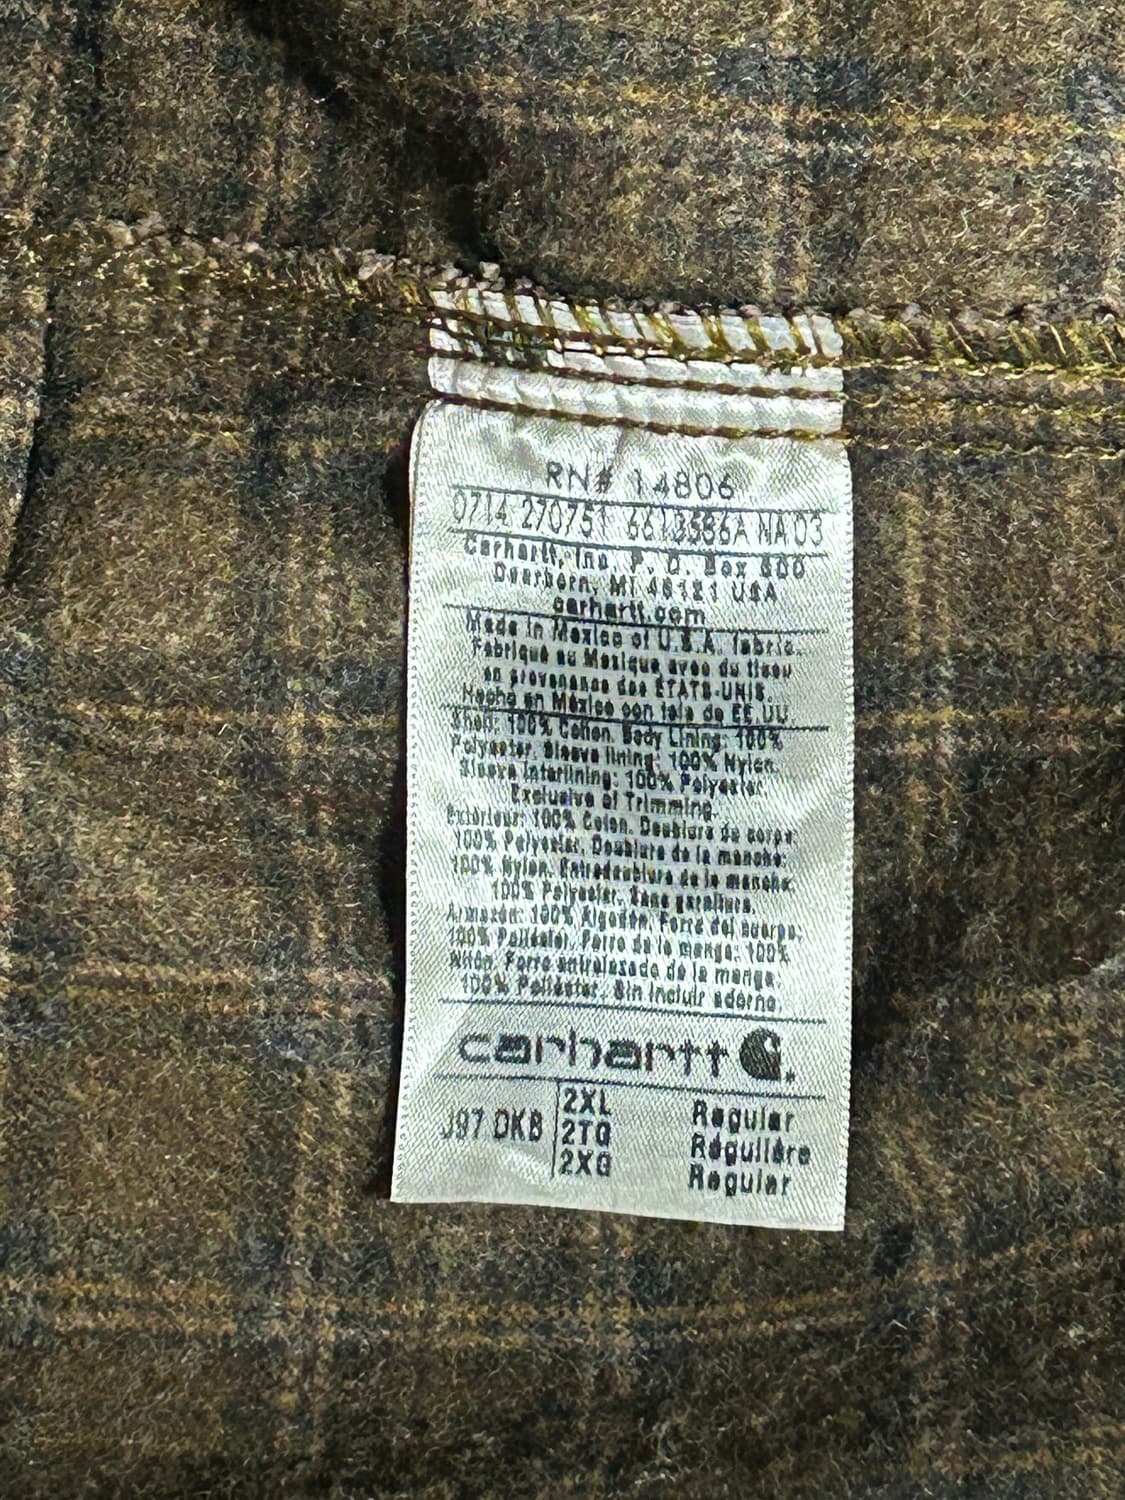 RN# 14806
0714 270751 6613686A NA 03
Carhartt, Inc. P. O. Box 600
Dearborn, MI 48121 USA
carhartt.com
Made in Mexico of U.S.A. fabric.
Fabriqué au Mexique avec du tissu
en provenance des ÉTATS-UNIS.
Hecho en México con tela de EE.UU.
Shell: 100% Cotton. Body Lining: 100%
Polyester. Sleeve lining: 100% Nylon.
Sleeve Interlining: 100% Polyester.
Exclusive of Trimming.
Extérieur: 100% Coton. Doublure de corps:
100% Polyester. Doublure de la manche:
100% Nylon. Entredoublure de la manche:
100% Polyester. Sans garniture.
Armazón: 100% Algodón. Forro del cuerpo:
100% Poliéster. Forro de la manga: 100%
Nilón. Forro entrelazado de la manga:
100% Poliéster. Sin incluir adorno.
carhartt C.
J97 DKB
2XL Regular
2TG Régulière
2XG Regular